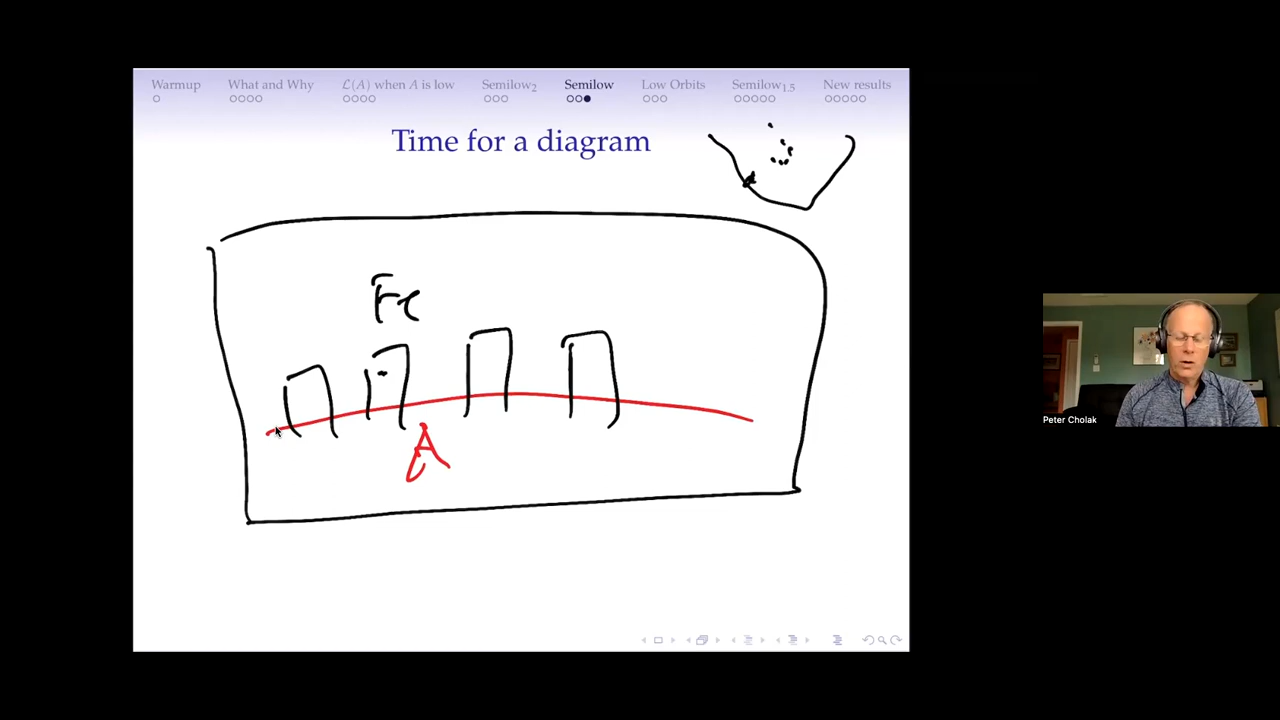 Warmup What and Why L(A) when A is low Semilow₂ Semilow Low Orbits Semilow₁.₅ New results
Time for a diagram
Fe
A
Peter Cholak